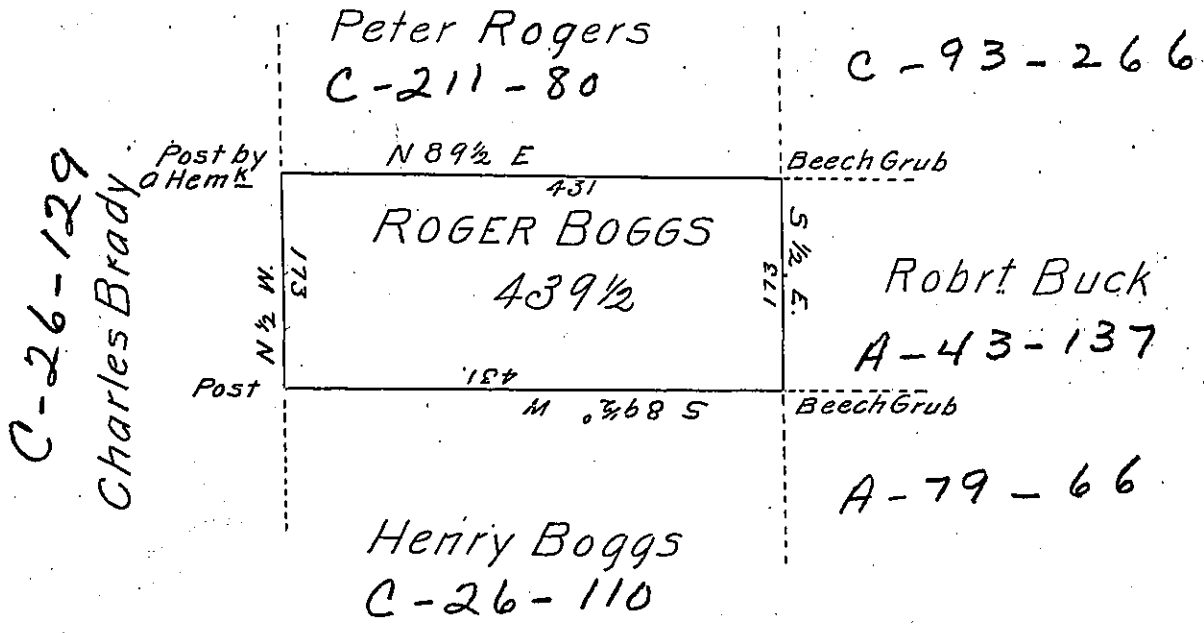 Peter Rogers
C-211-80
C-93-266
C-26-129
Charles Brady
Post by
a Hem k
N 89½ E
Beech Grub
431
ROGER BOGGS
439½
173
N ½ W.
S ½ E.
173
Robrt Buck
A-43-137
Post
431.
S 89½° W
Beech Grub
A-79-66
Henry Boggs
C-26-110